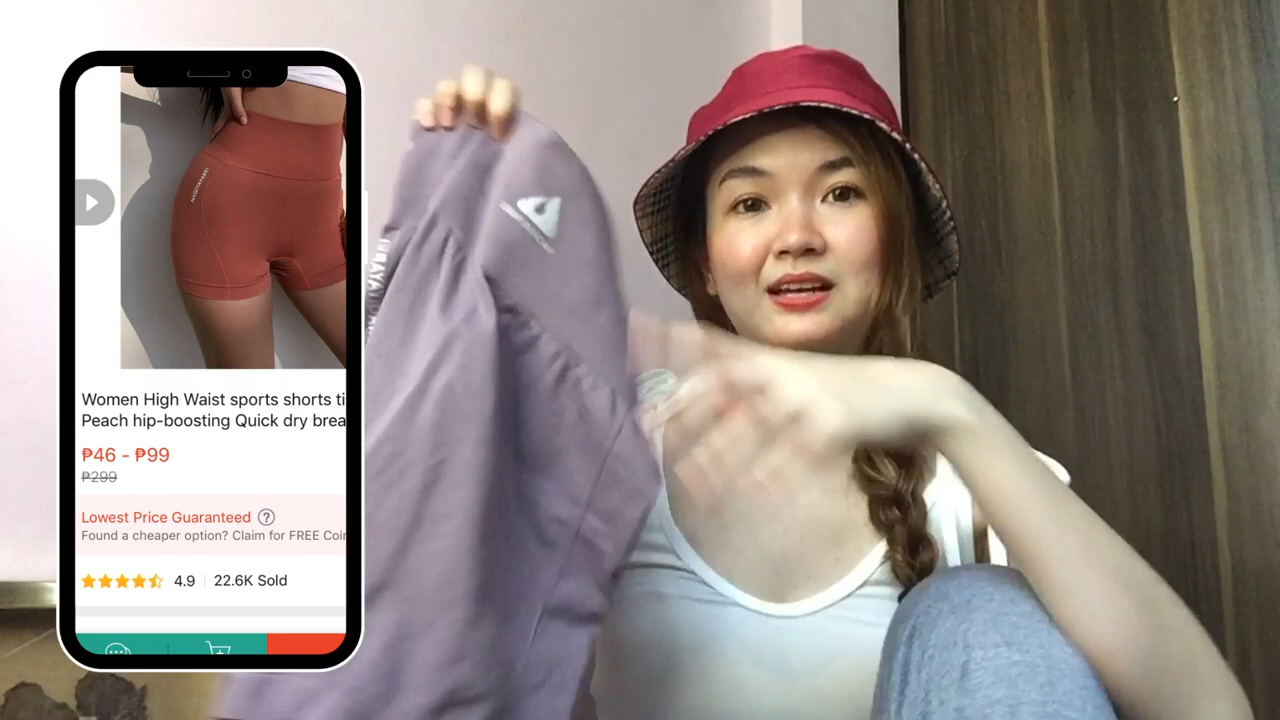 Women High Waist sports shorts ti
Peach hip-boosting Quick dry brea
₱46 - ₱99
₱299
Lowest Price Guaranteed ?
Found a cheaper option? Claim for FREE Coin
4.9 | 22.6K Sold